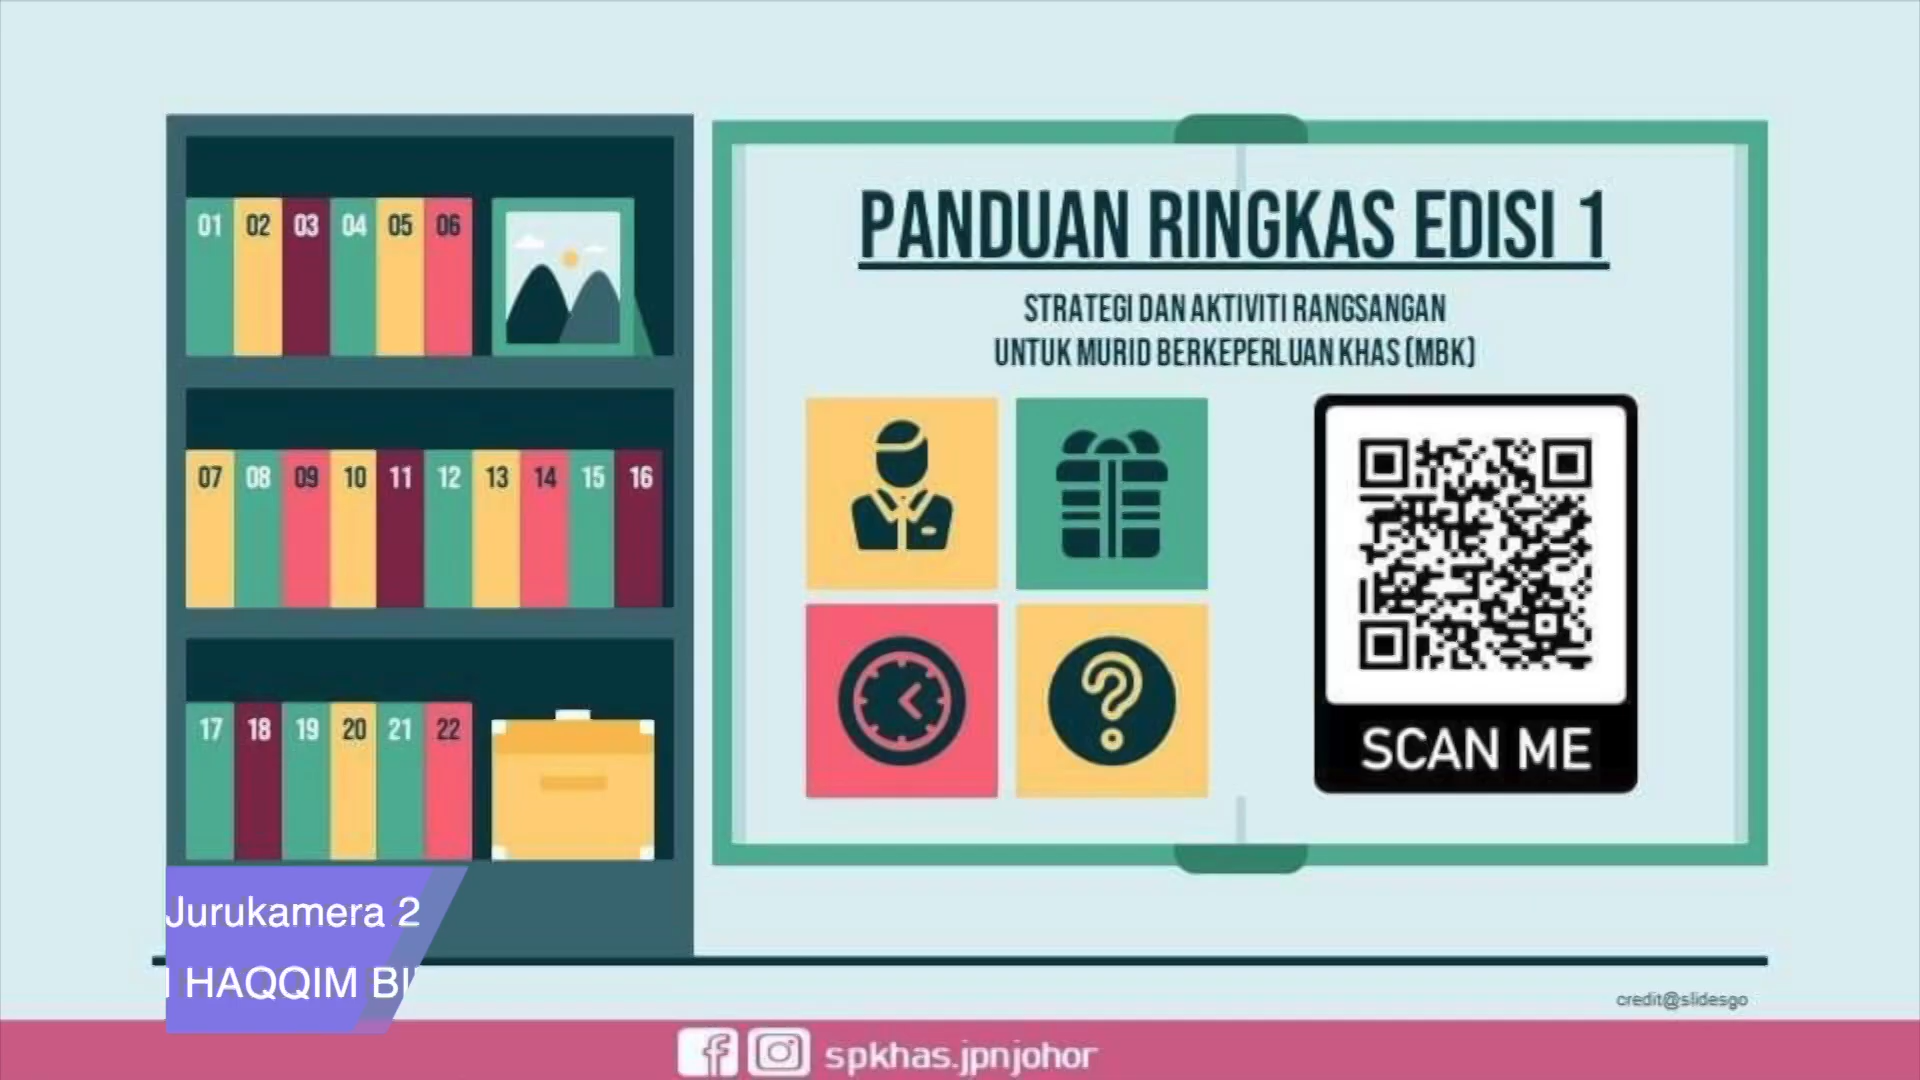 01 02 03 04 05 06
07 08 09 10 11 12 13 14 15 16
17 18 19 20 21 22
PANDUAN RINGKAS EDISI 1
STRATEGI DAN AKTIVITI RANGSANGAN
UNTUK MURID BERKEPERLUAN KHAS (MBK)
SCAN ME
Jurukamera 2
HAQQIM
credit@slidesgo
spkhas.jpnjohor